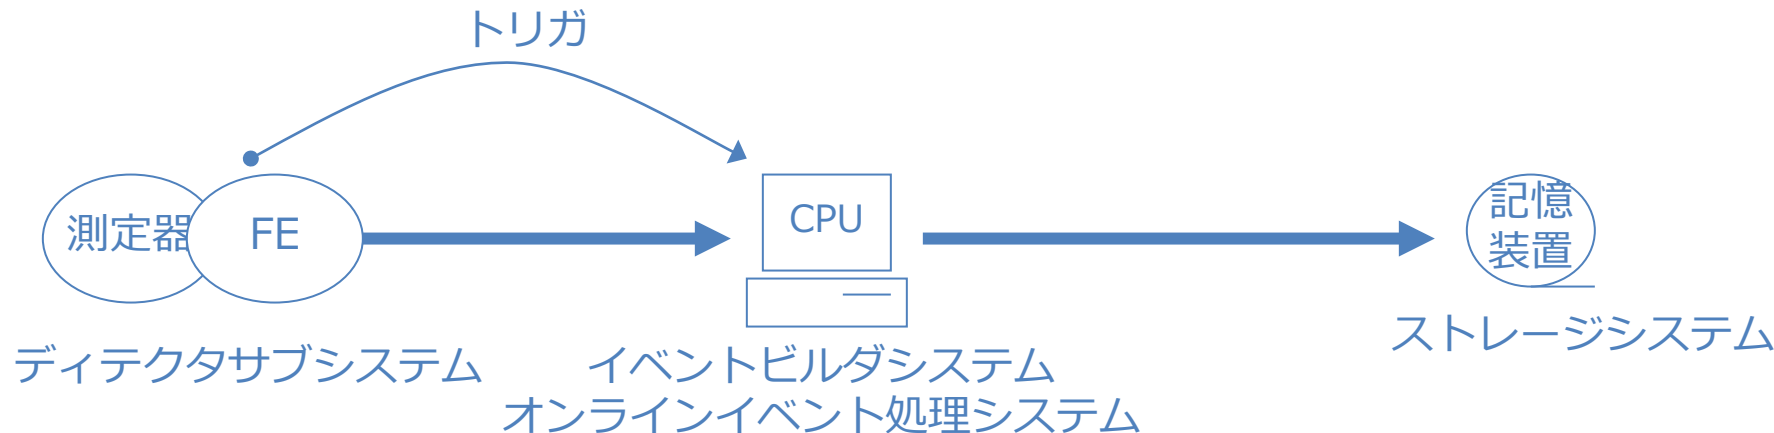 トリガ
測定器
FE
CPU
記憶
装置
ディテクタサブシステム
イベントビルダシステム
オンラインイベント処理システム
ストレージシステム